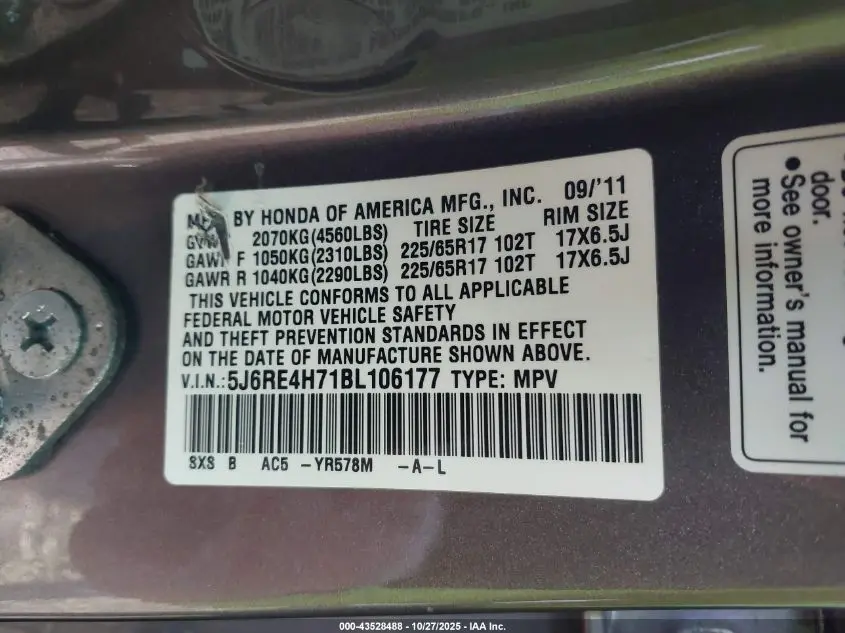 BY HONDA OF AMERICA MFG., INC. 09/'11
2070KG(4560LBS) TIRE SIZE RIM SIZE
GAWR F 1050KG(2310LBS) 225/65R17 102T 17X6.5J
GAWR R 1040KG(2290LBS) 225/65R17 102T 17X6.5J
THIS VEHICLE CONFORMS TO ALL APPLICABLE
FEDERAL MOTOR VEHICLE SAFETY
AND THEFT PREVENTION STANDARDS IN EFFECT
ON THE DATE OF MANUFACTURE SHOWN ABOVE.
V.I.N.:5J6RE4H71BL106177 TYPE: MPV
SXS B AC5 -YR578M -A-L
door.
●See owner's manual for
more information.
000-43528488 - 10/27/2025 - IAA Inc.